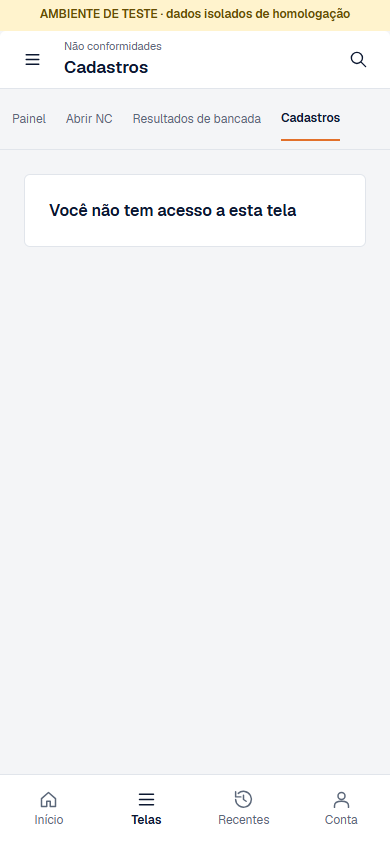 AMBIENTE DE TESTE · dados isolados de homologação
Não conformidades
Cadastros
Painel
Abrir NC
Resultados de bancada
Cadastros
Você não tem acesso a esta tela
Início
Telas
Recentes
Conta